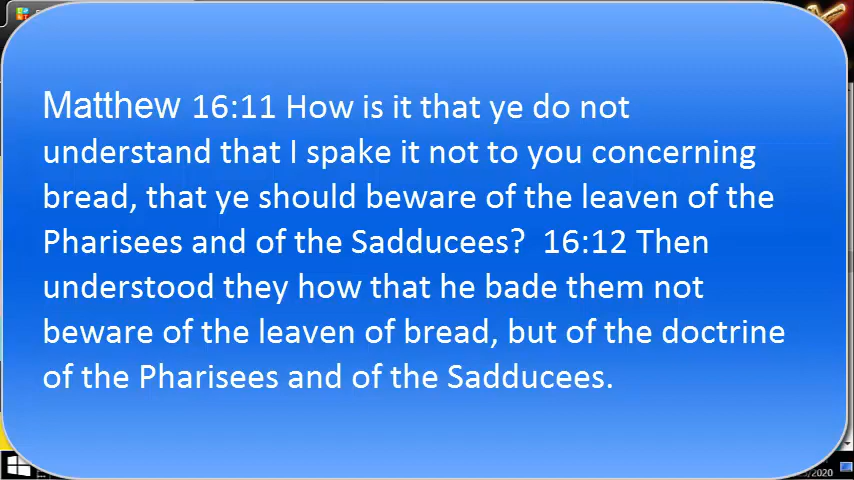 Matthew 16:11 How is it that ye do not
understand that I spake it not to you concerning
bread, that ye should beware of the leaven of the
Pharisees and of the Sadducees?  16:12 Then
understood they how that he bade them not
beware of the leaven of bread, but of the doctrine
of the Pharisees and of the Sadducees.
/2020